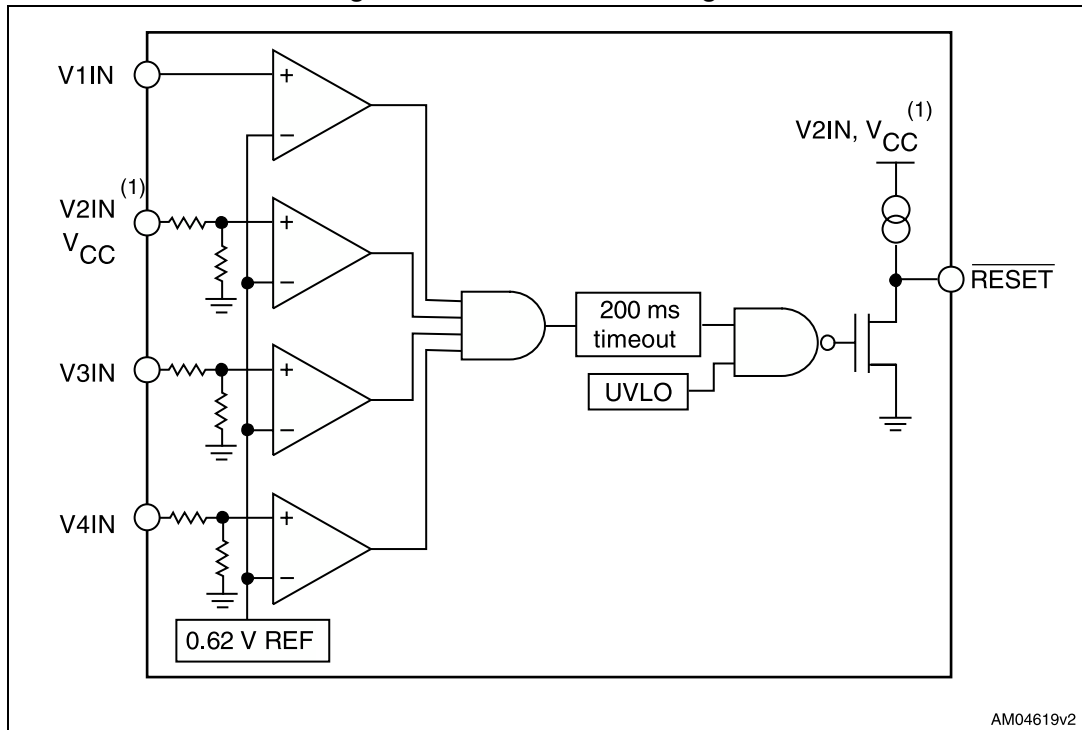 V1IN
V2IN (1)
VCC
V3IN
V4IN
+
−
+
−
+
−
+
−
0.62 V REF
200 ms
timeout
UVLO
V2IN, VCC (1)
RESET
AM04619v2